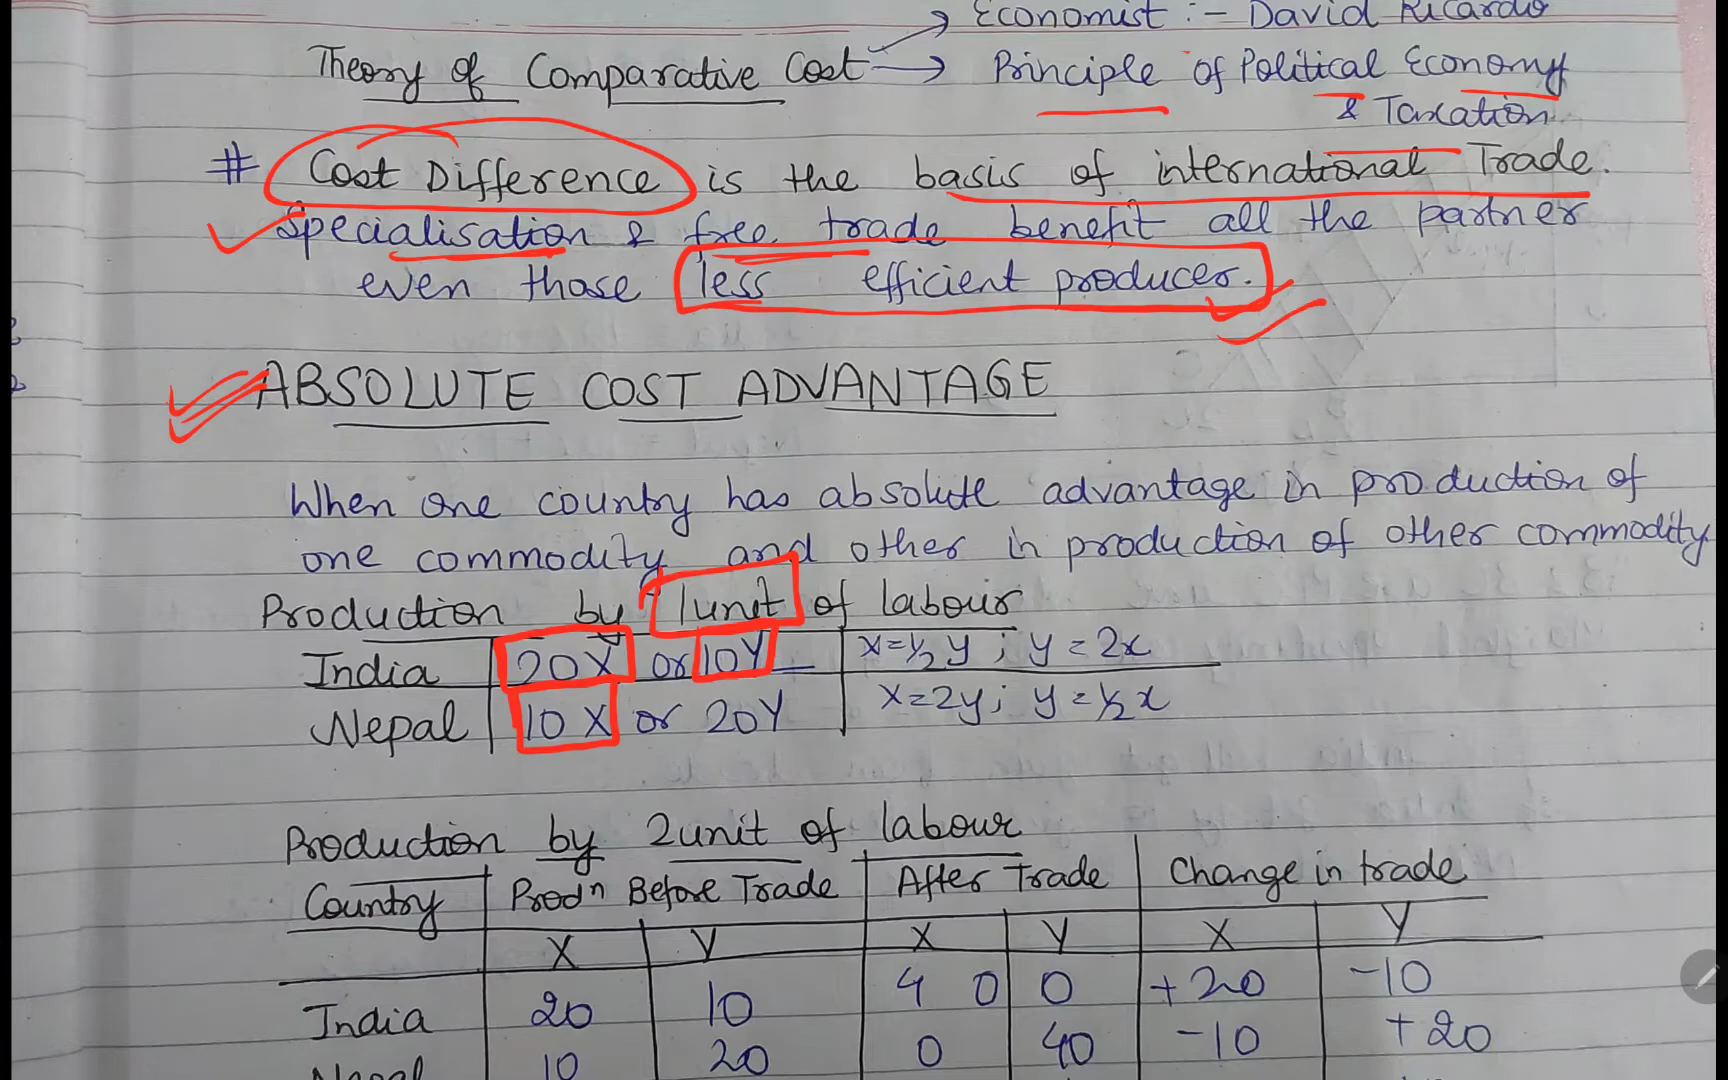 Economist :- David Ricardo
Theory of Comparative Cost → Principle of Political Economy
& Taxation
# Cost Difference is the basis of international Trade.
Specialisation & free trade benefit all the partner
even those less efficient producer.
ABSOLUTE COST ADVANTAGE
When one country has absolute advantage in production of
one commodity and other in production of other commodity
Production by 1unit of labour
India 20X or 10Y x=½y ; y=2x
Nepal 10X or 20Y x=2y; y=½x
Production by 2unit of labour
Country Prodⁿ Before Trade After Trade Change in trade
X Y X Y X Y
India 20 10 40 0 +20 -10
Nepal 10 20 0 40 -10 +20